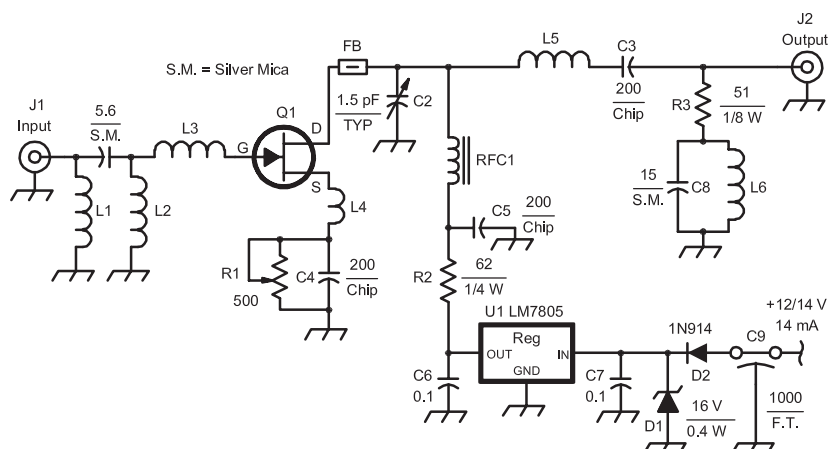 J2
Output
C3
L5
FB
S.M. = Silver Mica
200
Chip
R3
51
1/8 W
1.5 pF
TYP
C2
J1
Input
5.6
S.M.
Q1
D
L3
G
RFC1
S
15
S.M.
C8
L6
L1
L2
L4
C5
200
Chip
R1
500
C4
200
Chip
R2
62
1/4 W
U1 LM7805
Reg
OUT
IN
GND
1N914
D2
C9
+12/14 V
14 mA
C6
0.1
C7
0.1
D1
16 V
0.4 W
1000
F.T.